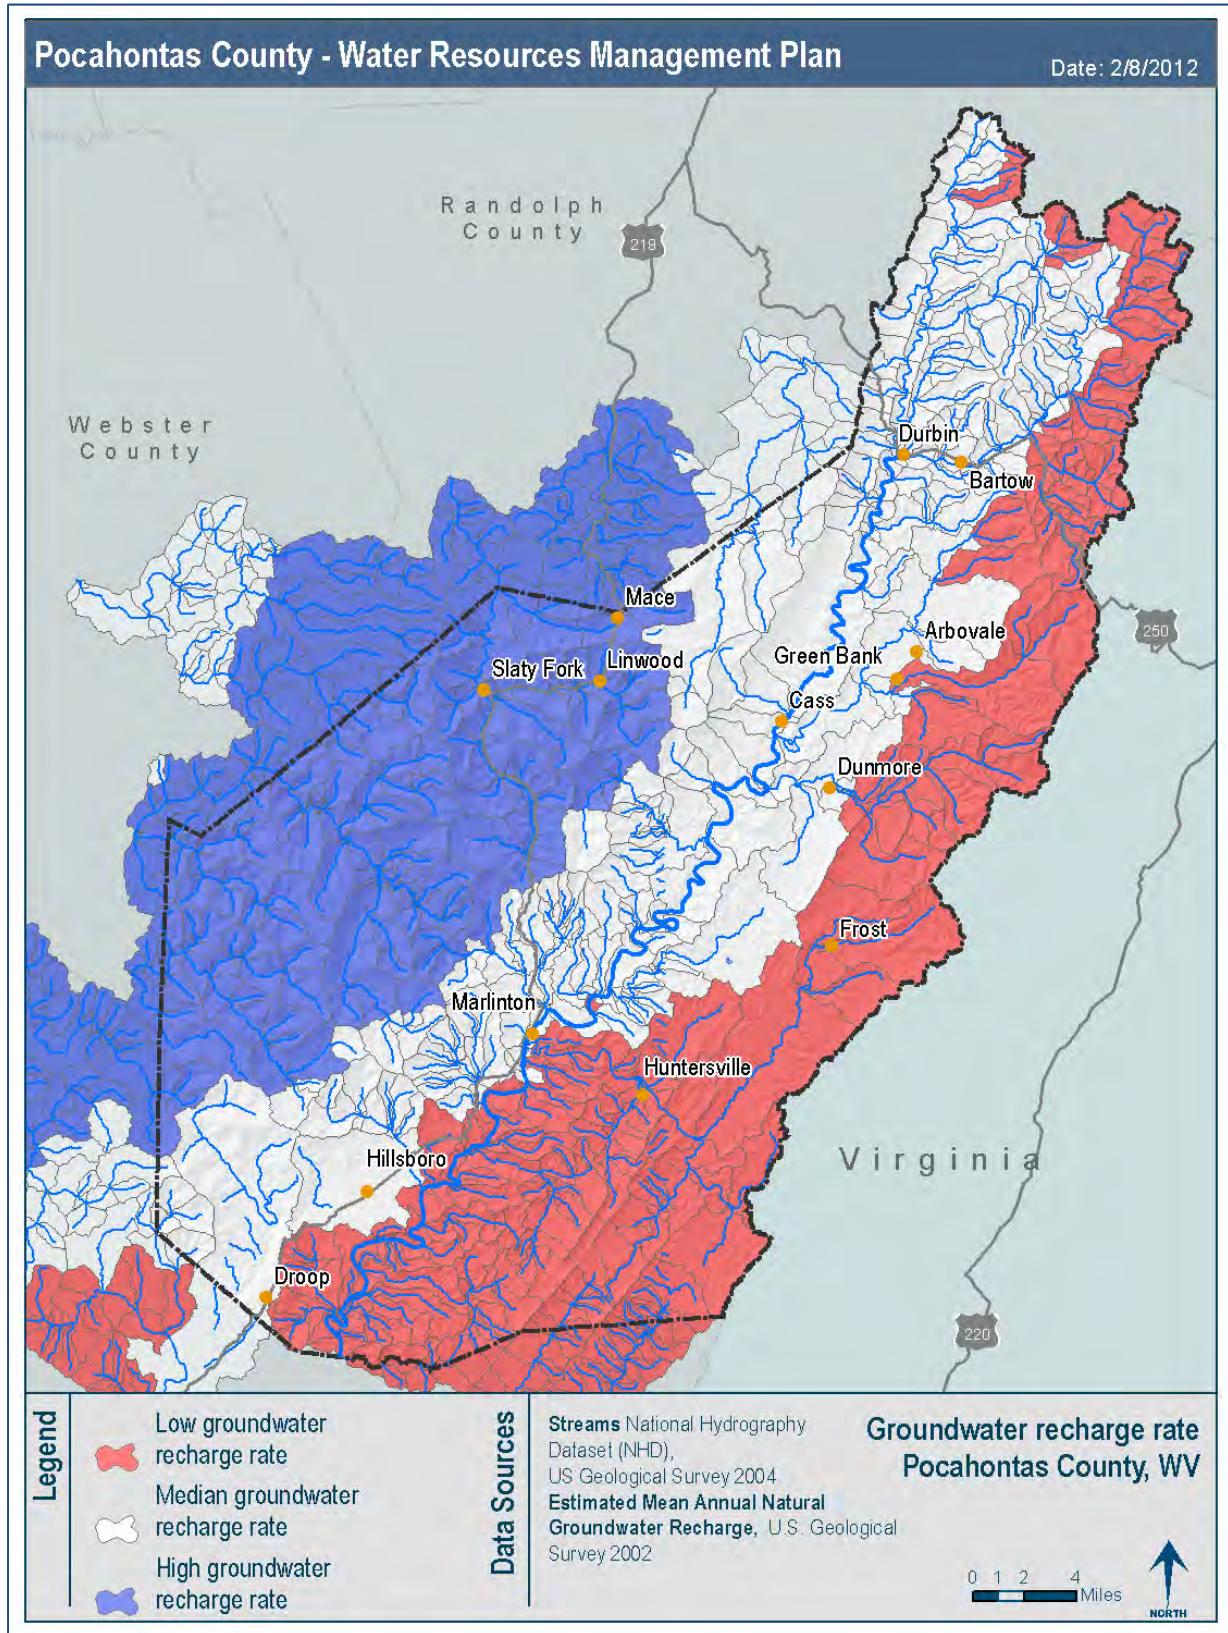 Pocahontas County - Water Resources Management Plan
Date: 2/8/2012
Randolph
County
219
Webster
County
Durbin
Bartow
Mace
Arbovale
250
Green Bank
Linwood
Slaty Fork
Cass
Dunmore
Frost
Marlinton
Huntersville
Hillsboro
Virginia
Droop
220
Legend
Low groundwater
recharge rate
Median groundwater
recharge rate
High groundwater
recharge rate
Data Sources
Streams National Hydrography
Dataset (NHD),
US Geological Survey 2004
Estimated Mean Annual Natural
Groundwater Recharge, U.S. Geological
Survey 2002
Groundwater recharge rate
Pocahontas County, WV
0 1 2 4
Miles
NORTH